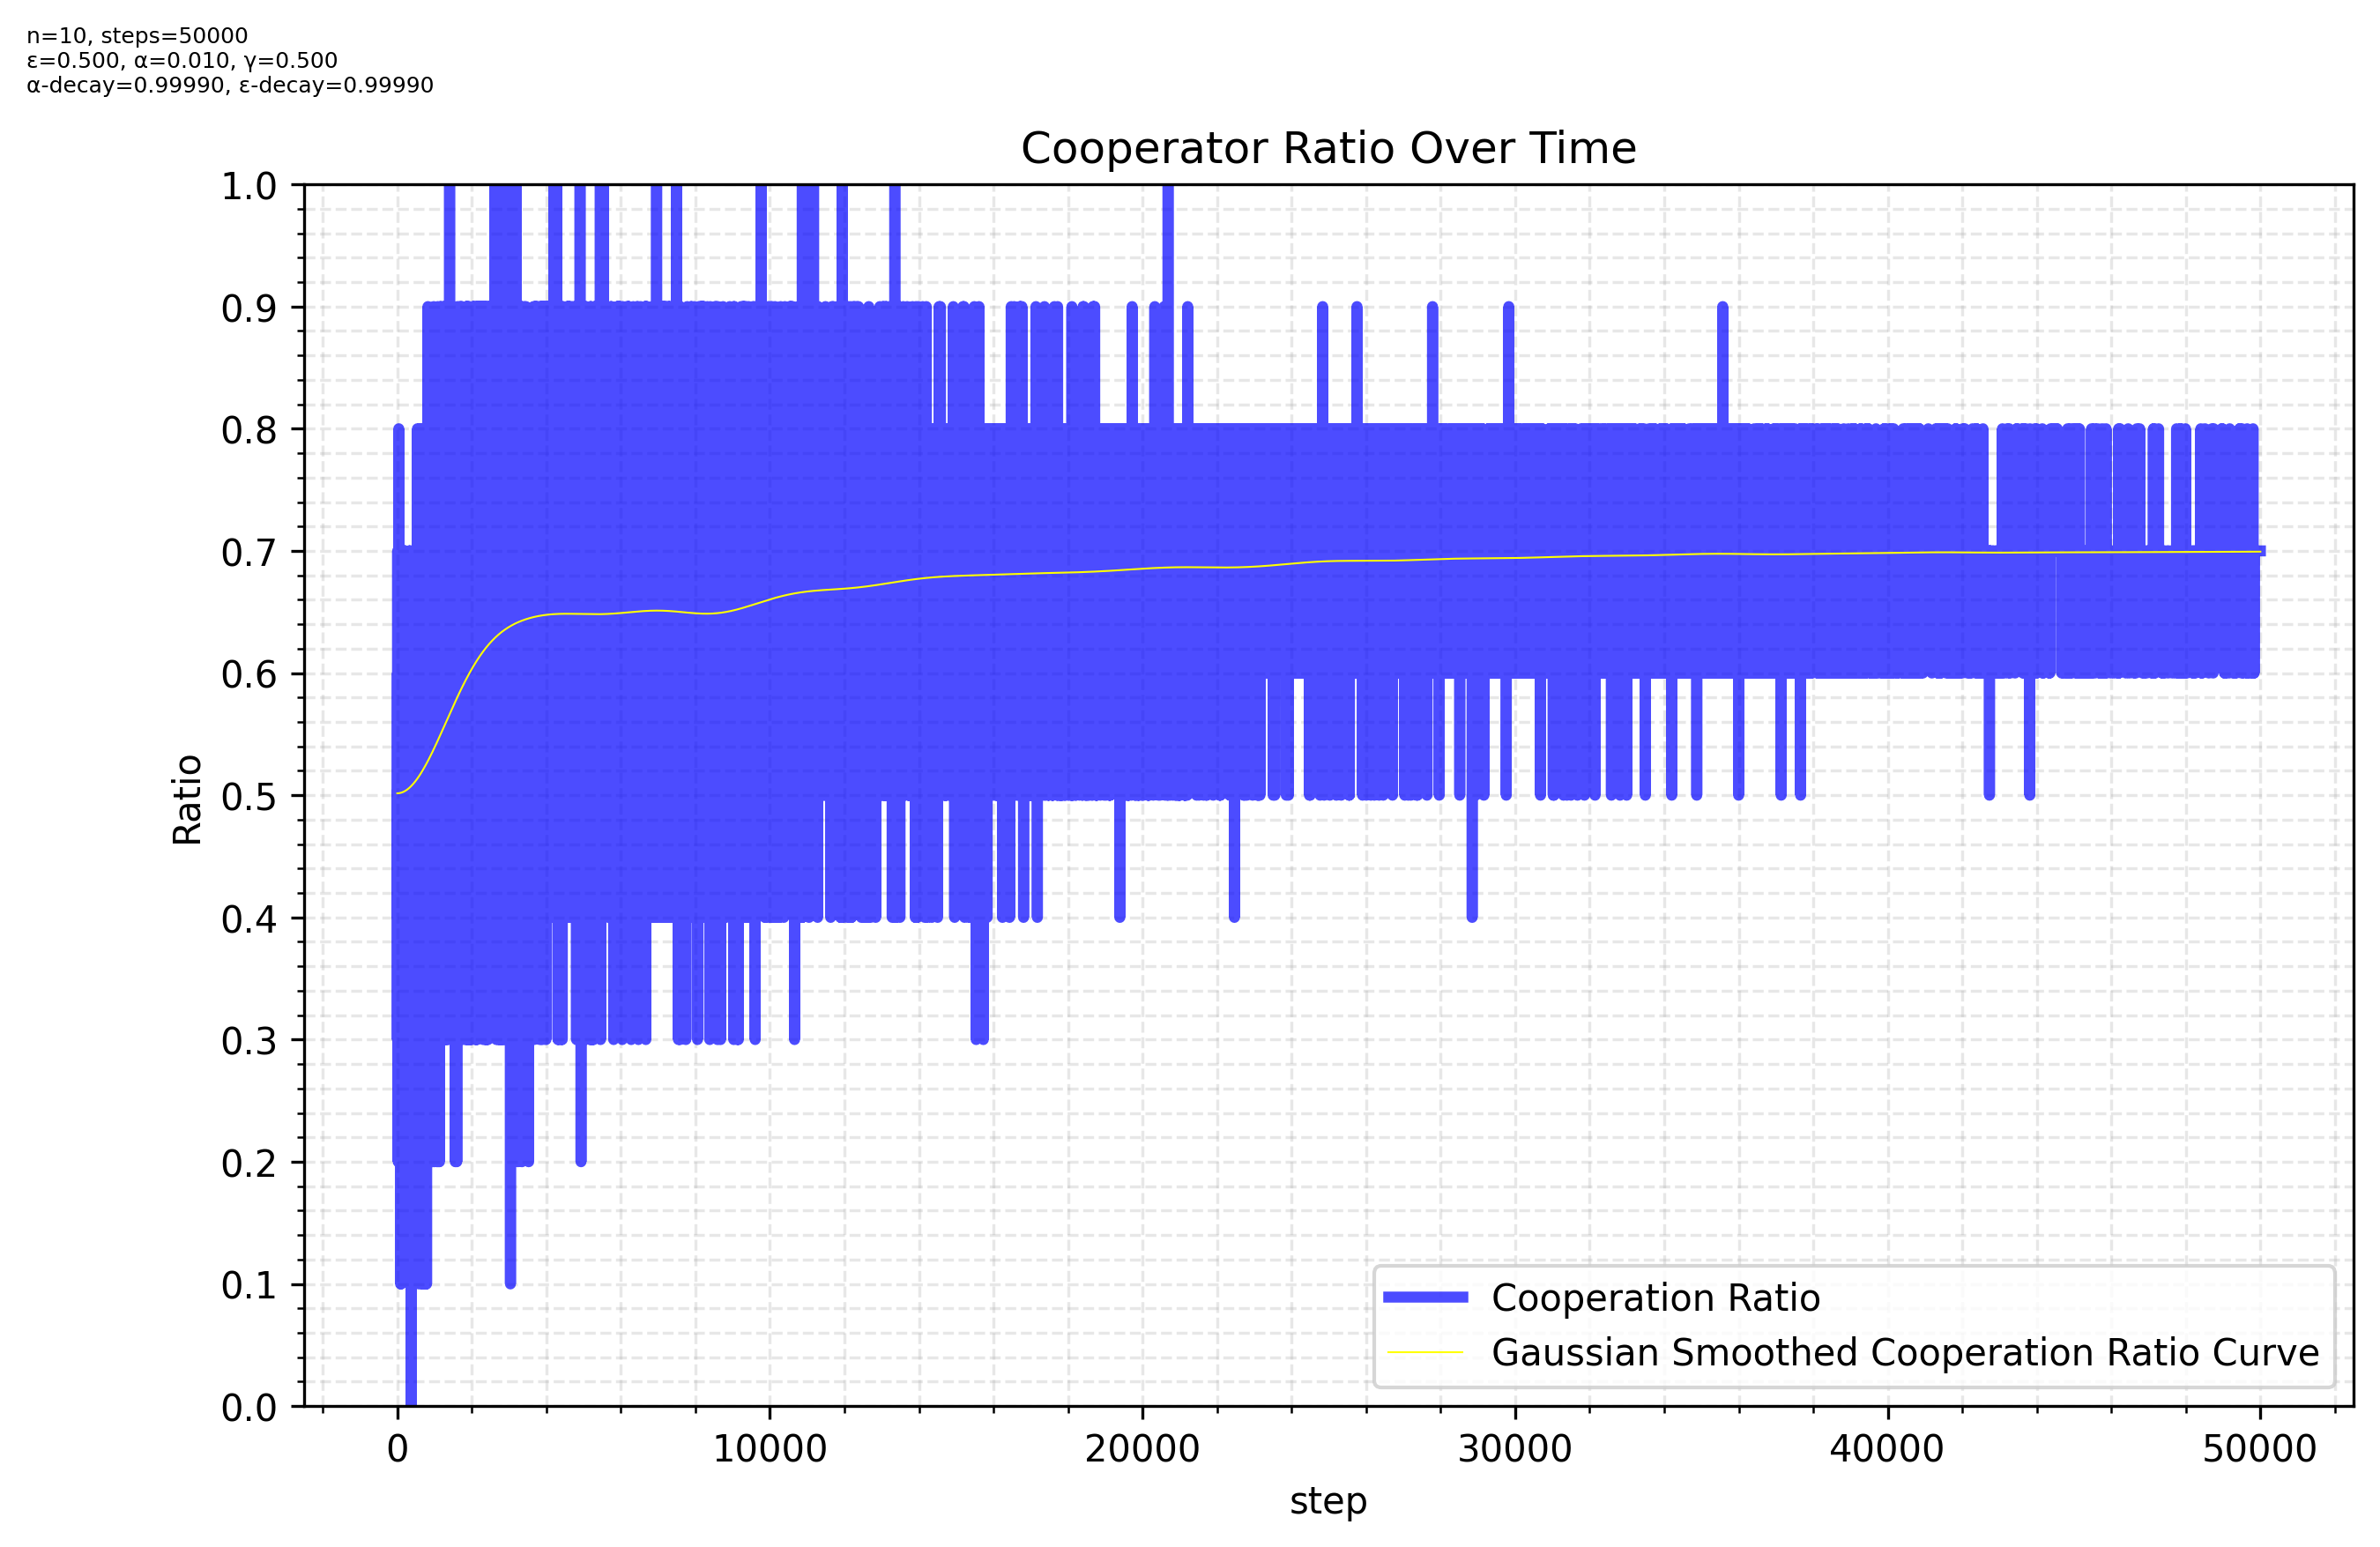 n=10, steps=50000
ε=0.500, α=0.010, γ=0.500
α-decay=0.99990, ε-decay=0.99990
Cooperator Ratio Over Time
1.0
0.9
0.8
0.7
0.6
0.5
0.4
0.3
0.2
0.1
0.0
Ratio
Cooperation Ratio
Gaussian Smoothed Cooperation Ratio Curve
0 10000 20000 30000 40000 50000
step